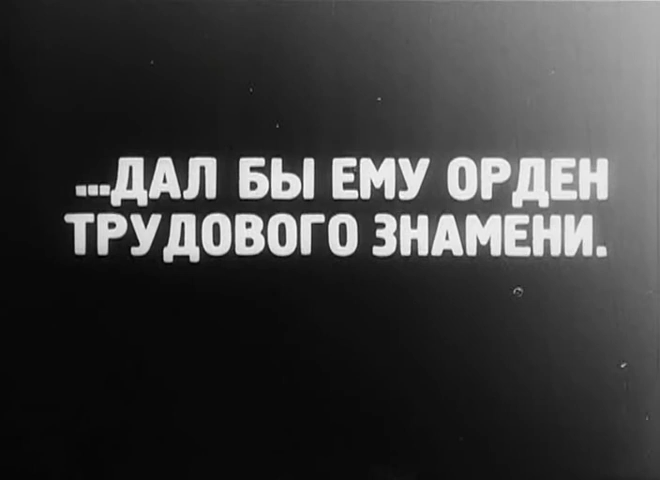 ...ДАЛ БЫ ЕМУ ОРДЕН
ТРУДОВОГО ЗНАМЕНИ.